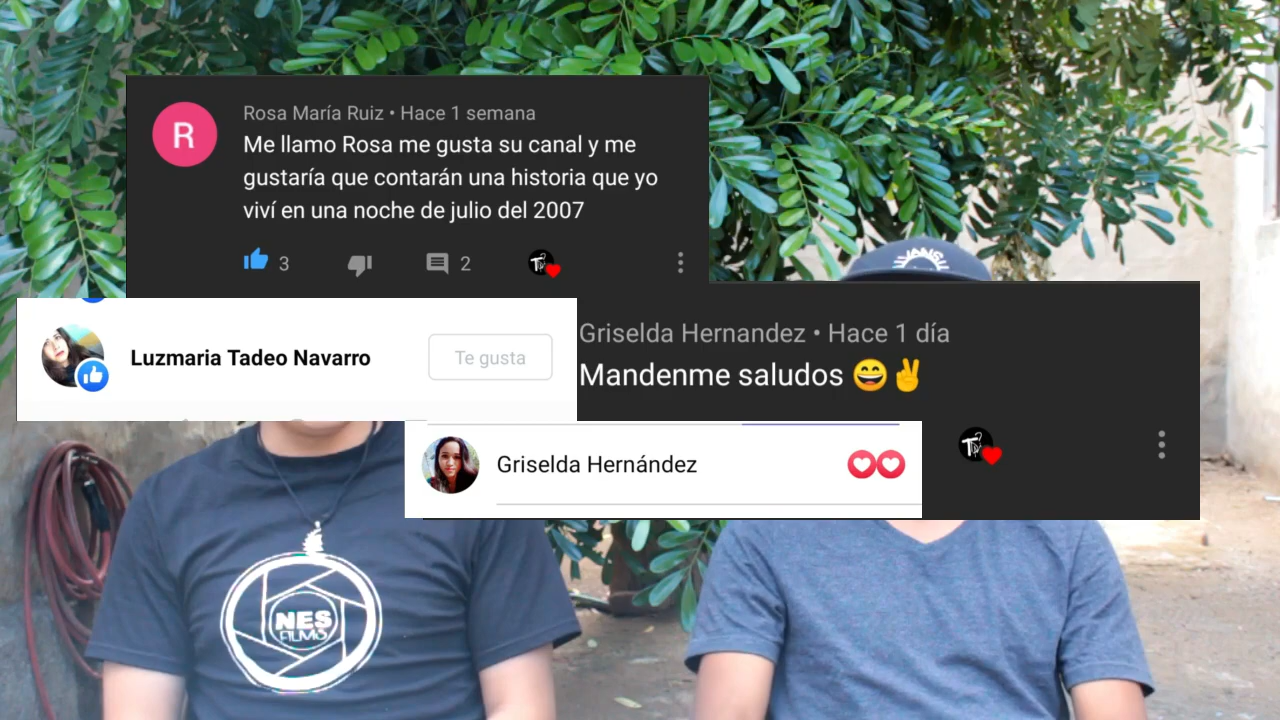 R
Rosa María Ruiz • Hace 1 semana
Me llamo Rosa me gusta su canal y me
gustaría que contarán una historia que yo
viví en una noche de julio del 2007
3
2
Luzmaria Tadeo Navarro
Te gusta
Griselda Hernandez • Hace 1 día
Mandenme saludos 😄✌️
Griselda Hernández
NES
FILMS